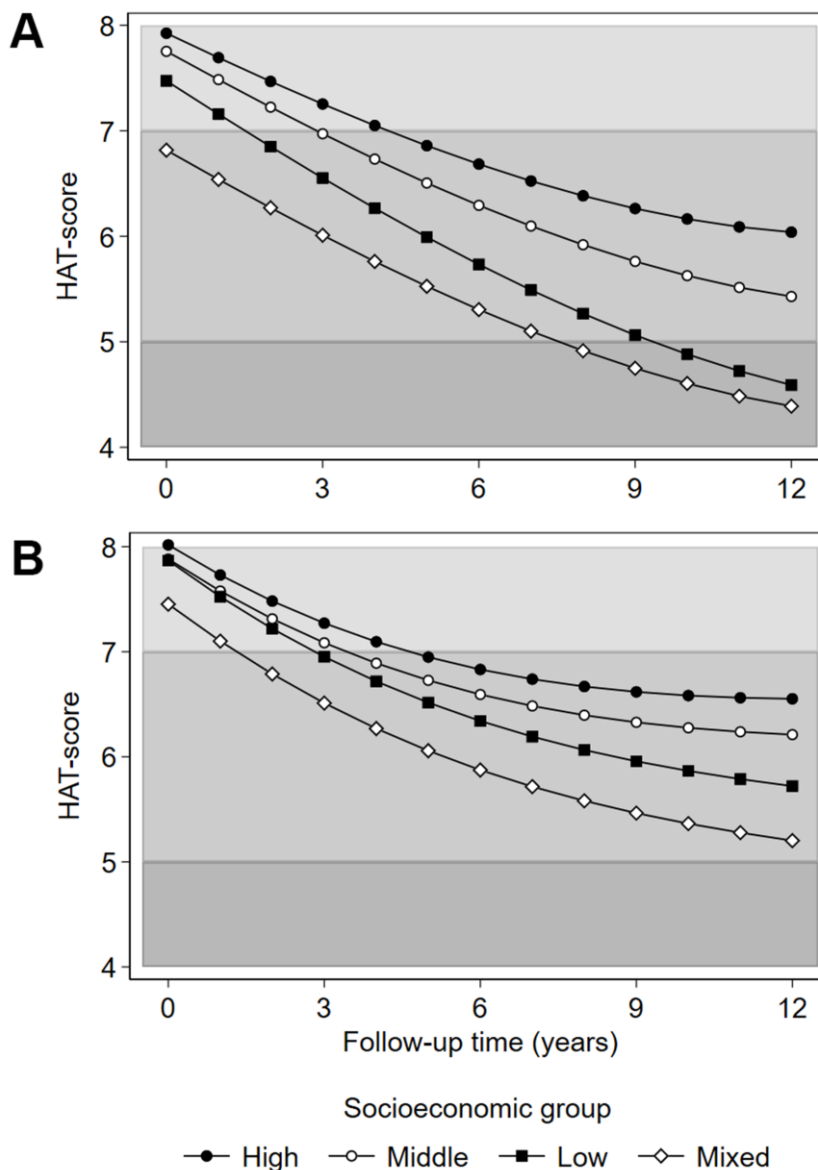 A
8
7
6
5
4
HAT-score
0 3 6 9 12
B
8
7
6
5
4
HAT-score
0 3 6 9 12
Follow-up time (years)
Socioeconomic group
High Middle Low Mixed